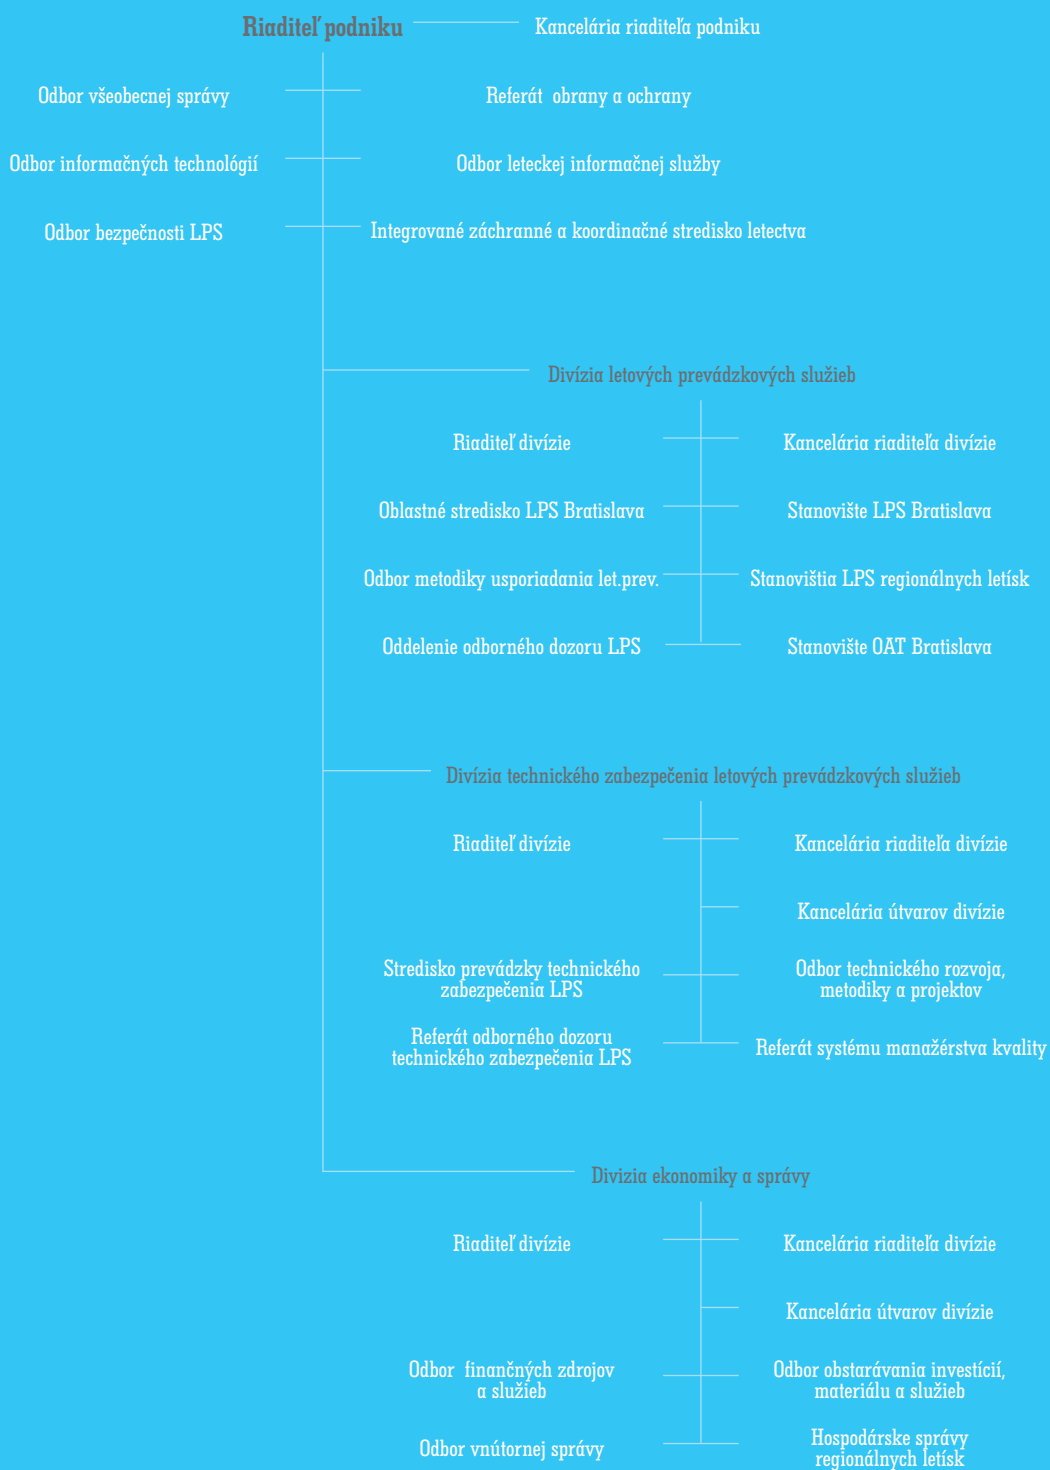 Riaditeľ podniku
Kancelária riaditeľa podniku
Odbor všeobecnej správy
Referát obrany a ochrany
Odbor informačných technológií
Odbor leteckej informačnej služby
Odbor bezpečnosti LPS
Integrované záchranné a koordinačné stredisko letectva
Divízia letových prevádzkových služieb
Riaditeľ divízie
Kancelária riaditeľa divízie
Oblastné stredisko LPS Bratislava
Stanovište LPS Bratislava
Odbor metodiky usporiadania let.prev.
Stanovištia LPS regionálnych letísk
Oddelenie odborného dozoru LPS
Stanovište OAT Bratislava
Divízia technického zabezpečenia letových prevádzkových služieb
Riaditeľ divízie
Kancelária riaditeľa divízie
Kancelária útvarov divízie
Stredisko prevádzky technického
zabezpečenia LPS
Odbor technického rozvoja,
metodiky a projektov
Referát odborného dozoru
technického zabezpečenia LPS
Referát systému manažérstva kvality
Divizia ekonomiky a správy
Riaditeľ divízie
Kancelária riaditeľa divízie
Kancelária útvarov divízie
Odbor finančných zdrojov
a služieb
Odbor obstarávania investícií,
materiálu a služieb
Odbor vnútornej správy
Hospodárske správy
regionálnych letísk